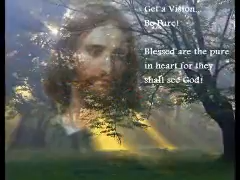 Get a Vision..
Be Pure!
Blessed are the pure
in heart for they
shall see God!